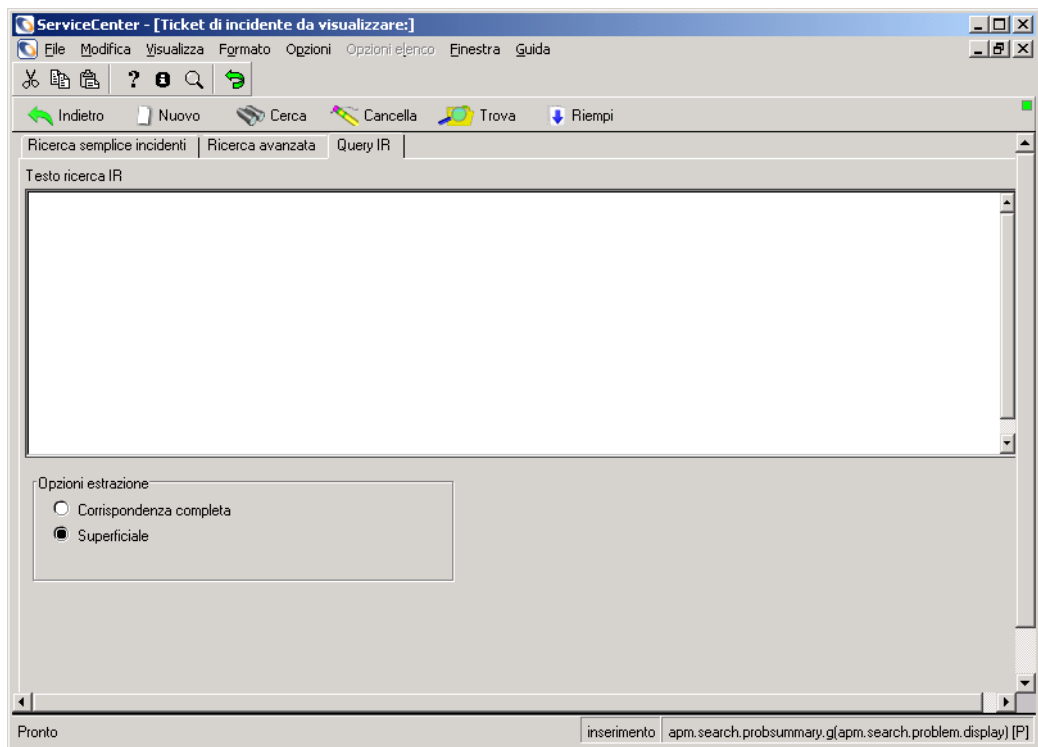 ServiceCenter - [Ticket di incidente da visualizzare:]
File Modifica Visualizza Formato Opzioni Opzioni elenco Finestra Guida
Indietro Nuovo Cerca Cancella Trova Riempi
Ricerca semplice incidenti Ricerca avanzata Query IR
Testo ricerca IR
Opzioni estrazione
Corrispondenza completa
Superficiale
Pronto inserimento apm.search.probsummary.g(apm.search.problem.display) [P]